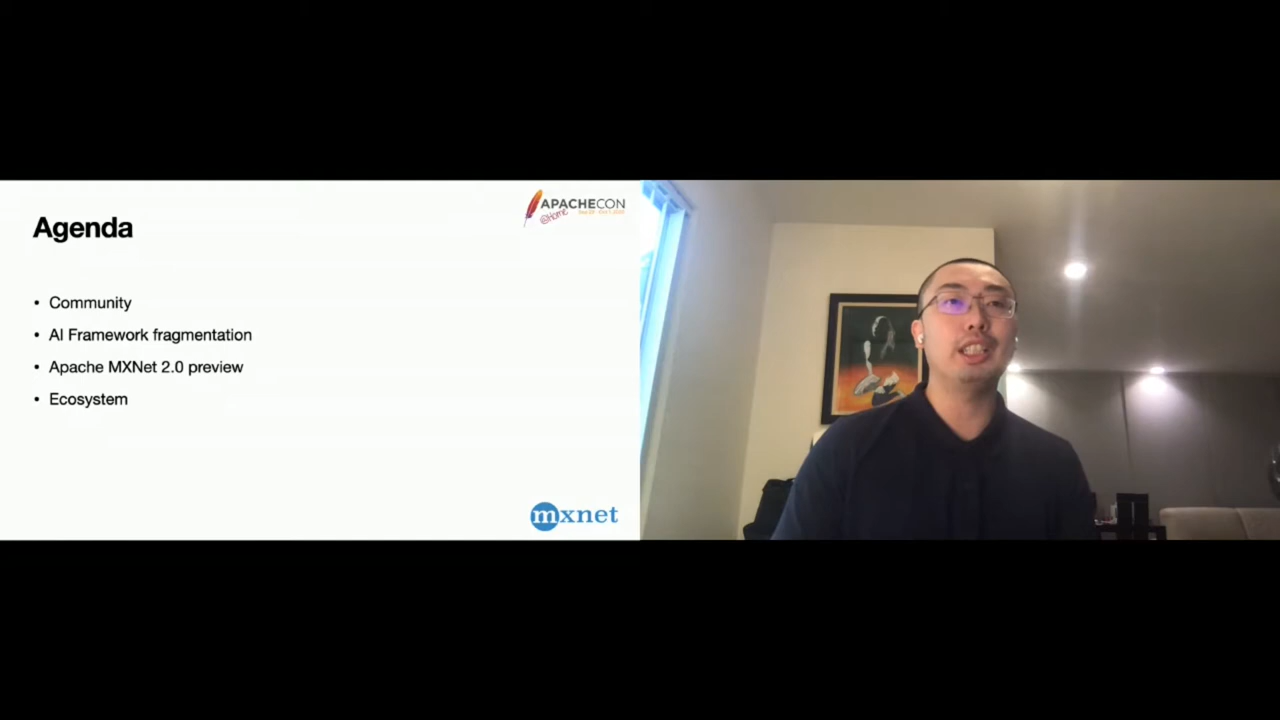 Agenda
APACHECON
@Home
• Community
• AI Framework fragmentation
• Apache MXNet 2.0 preview
• Ecosystem
mxnet